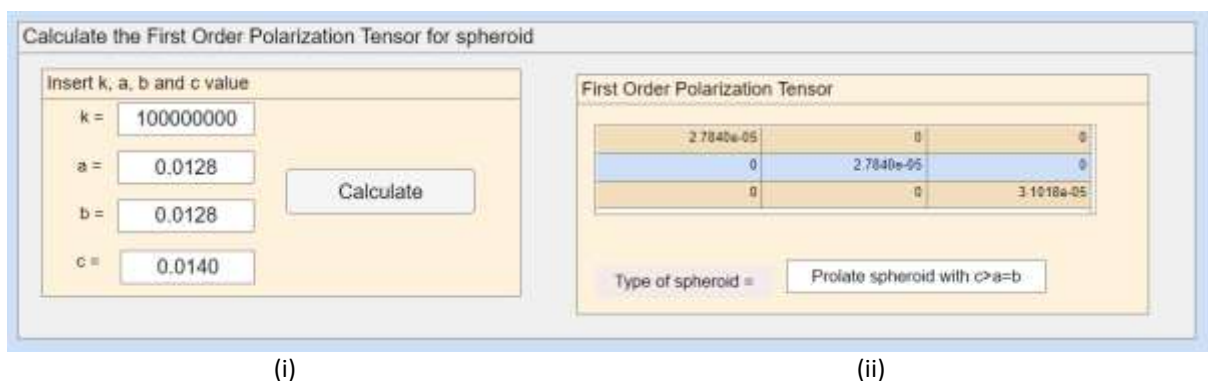 Calculate the First Order Polarization Tensor for spheroid
Insert k, a, b and c value
k = 100000000
a = 0.0128
b = 0.0128
c = 0.0140
Calculate
First Order Polarization Tensor
2.7840e-05 0 0
0 2.7840e-05 0
0 0 3.1018e-05
Type of spheroid = Prolate spheroid with c>a=b
(i) (ii)